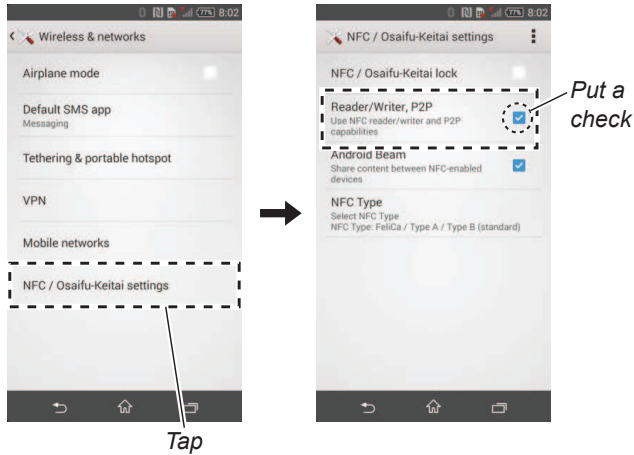 77% 8:02
Wireless & networks
Airplane mode
Default SMS app
Messaging
Tethering & portable hotspot
VPN
Mobile networks
NFC / Osaifu-Keitai settings
Tap
77% 8:02
NFC / Osaifu-Keitai settings
NFC / Osaifu-Keitai lock
Reader/Writer, P2P
Use NFC reader/writer and P2P
capabilities
Android Beam
Share content between NFC-enabled
devices
NFC Type
Select NFC Type
NFC Type: FeliCa / Type A / Type B (standard)
Put a
check